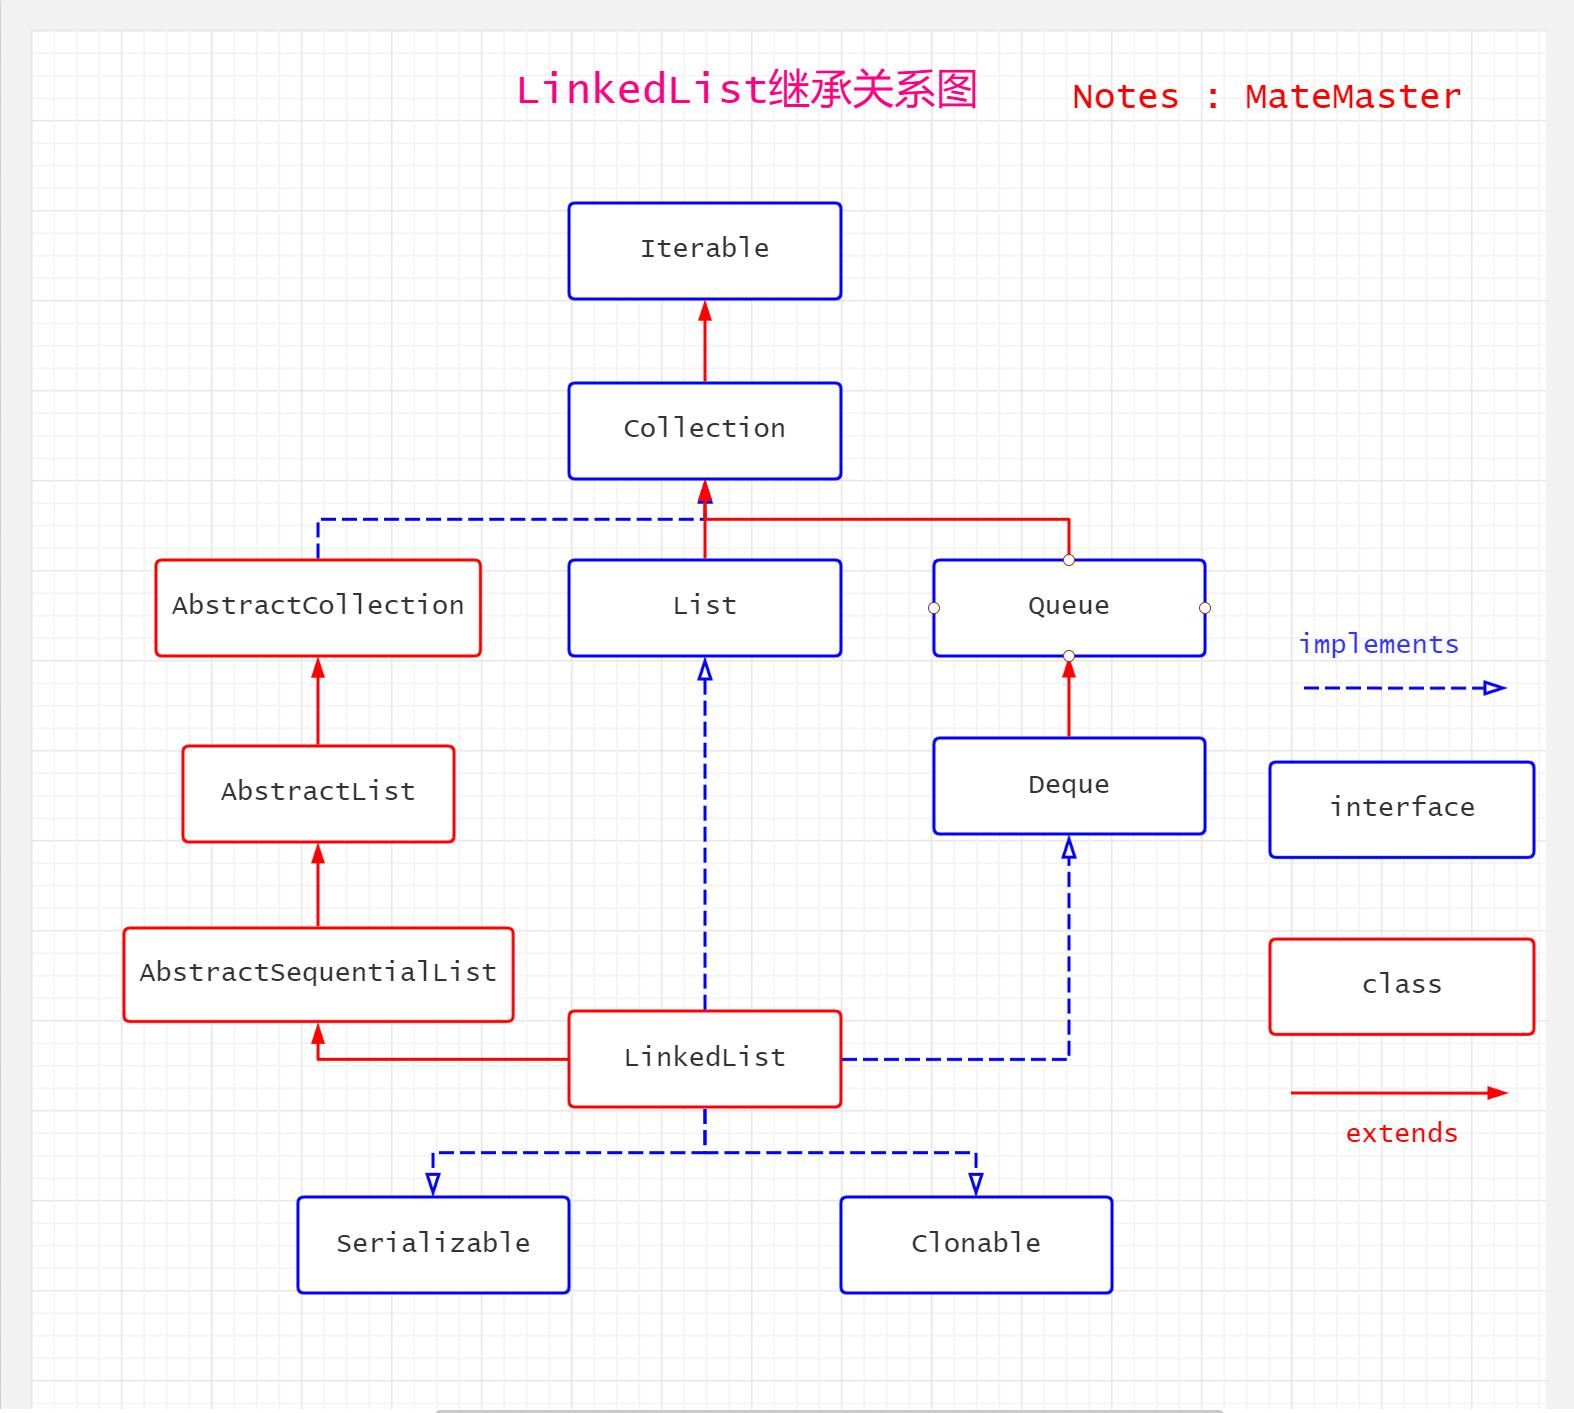 LinkedList继承关系图
Notes : MateMaster
Iterable
Collection
AbstractCollection
List
Queue
implements
AbstractList
Deque
interface
AbstractSequentialList
class
LinkedList
extends
Serializable
Clonable